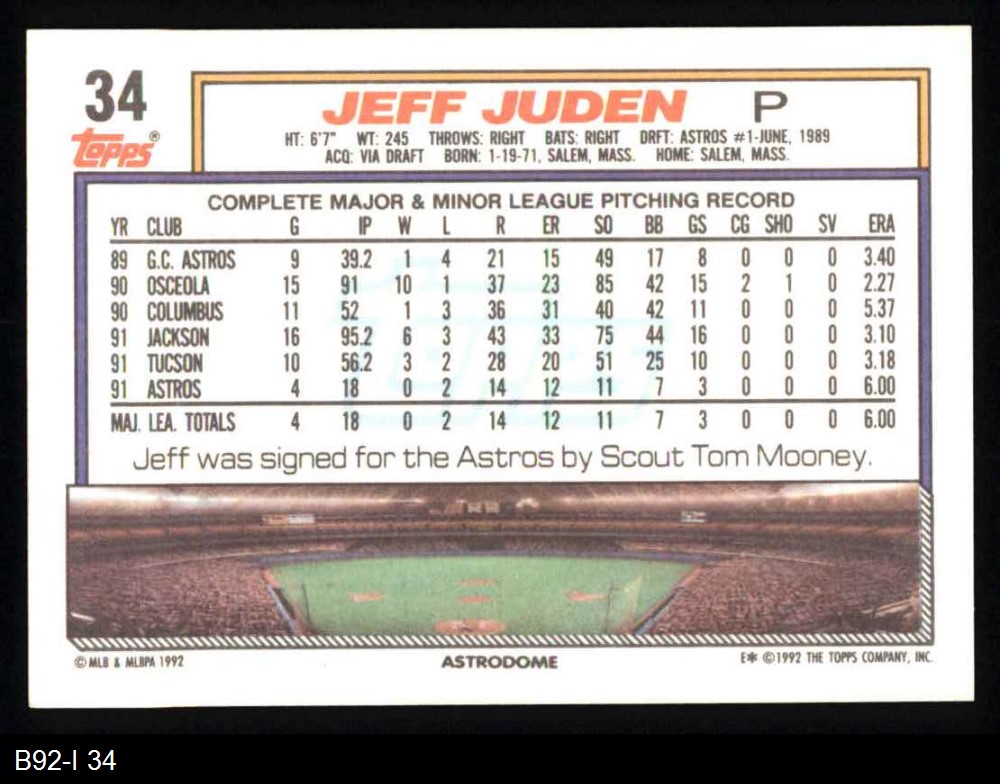 34
topps®
JEFF JUDEN P
HT: 6'7" WT: 245 THROWS: RIGHT BATS: RIGHT DRFT: ASTROS #1-JUNE, 1989
ACQ: VIA DRAFT BORN: 1-19-71, SALEM, MASS. HOME: SALEM, MASS.
COMPLETE MAJOR & MINOR LEAGUE PITCHING RECORD
YR CLUB G IP W L R ER SO BB GS CG SHO SV ERA
89 G.C. ASTROS 9 39.2 1 4 21 15 49 17 8 0 0 0 3.40
90 OSCEOLA 15 91 10 1 37 23 85 42 15 2 1 0 2.27
90 COLUMBUS 11 52 1 3 36 31 40 42 11 0 0 0 5.37
91 JACKSON 16 95.2 6 3 43 33 75 44 16 0 0 0 3.10
91 TUCSON 10 56.2 3 2 28 20 51 25 10 0 0 0 3.18
91 ASTROS 4 18 0 2 14 12 11 7 3 0 0 0 6.00
MAJ. LEA. TOTALS 4 18 0 2 14 12 11 7 3 0 0 0 6.00
Jeff was signed for the Astros by Scout Tom Mooney.
© MLB & MLBPA 1992 ASTRODOME E* ©1992 THE TOPPS COMPANY, INC.
B92-I 34